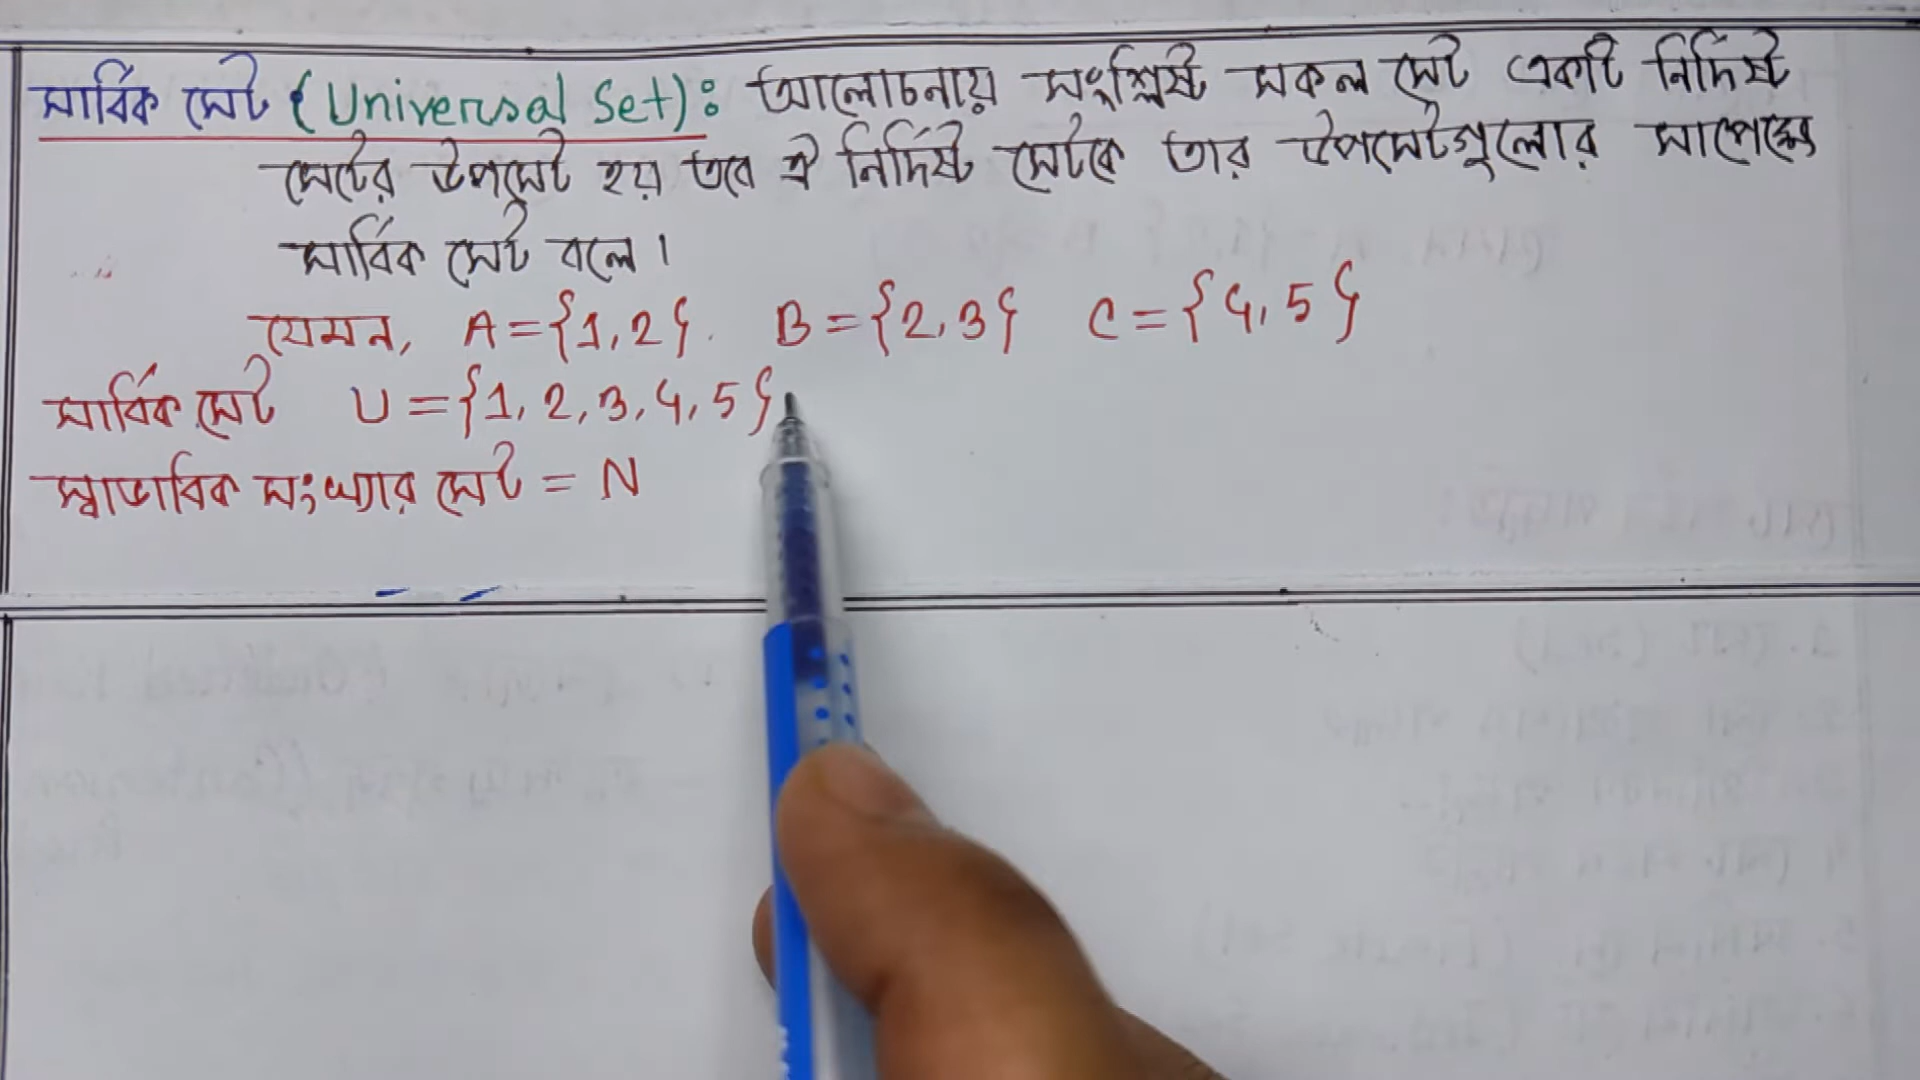 সার্বিক সেট (Universal Set): আলোচনায় সংশ্লিষ্ট সকল সেট একটি নির্দিষ্ট
সেটের উপসেট হয় তবে ঐ নির্দিষ্ট সেটকে তার উপসেটগুলোর সাপেক্ষে
সার্বিক সেট বলে।
যেমন, A = {1, 2} B = {2, 3} C = {4, 5}
সার্বিক সেট U = {1, 2, 3, 4, 5}
স্বাভাবিক সংখ্যার সেট = N